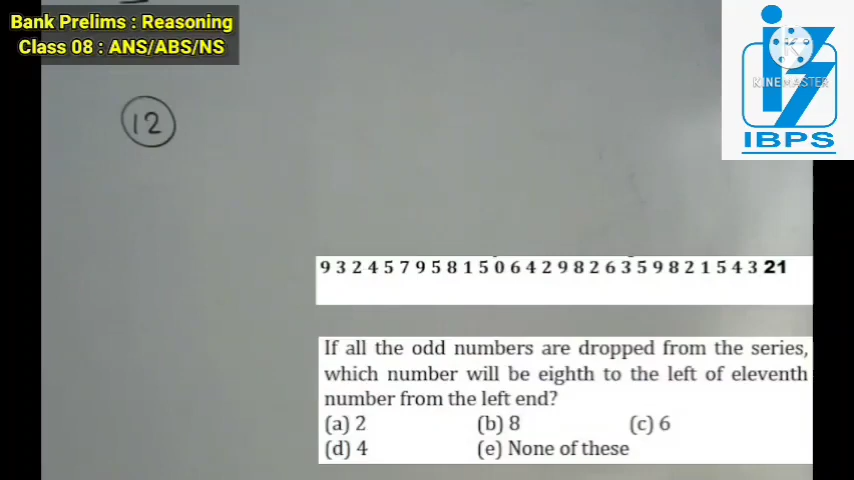 Bank Prelims : Reasoning
Class 08 : ANS/ABS/NS
KINEMASTER
IBPS
12
9 3 2 4 5 7 9 5 8 1 5 0 6 4 2 9 8 2 6 3 5 9 8 2 1 5 4 3 21
If all the odd numbers are dropped from the series,
which number will be eighth to the left of eleventh
number from the left end?
(a) 2 (b) 8 (c) 6
(d) 4 (e) None of these